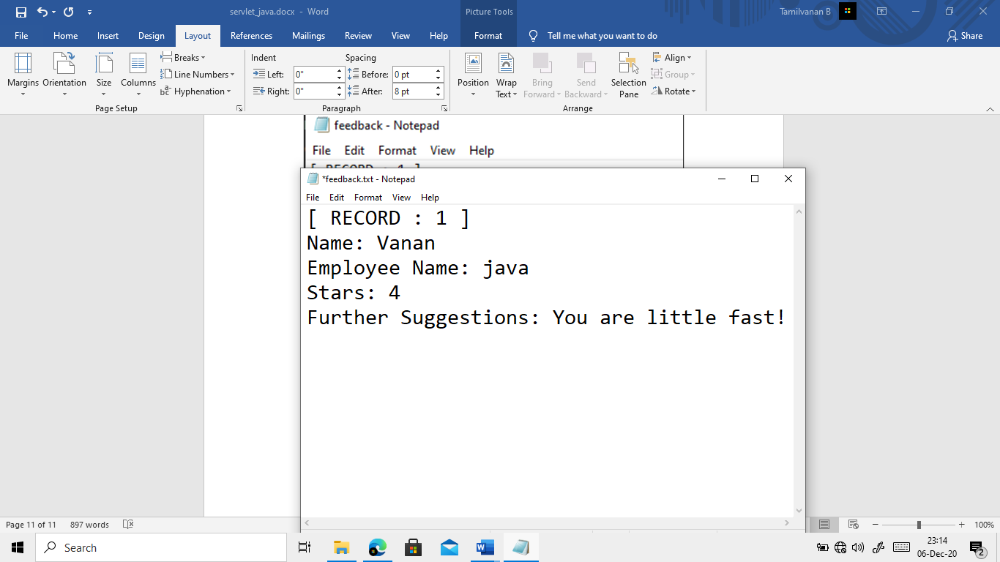 servlet_java.docx - Word
Picture Tools
Tamilvanan B
File Home Insert Design Layout References Mailings Review View Help Format Tell me what you want to do Share
Margins Orientation Size Columns
Breaks
Line Numbers
Hyphenation
Page Setup
Indent Spacing
Left: 0" Before: 0 pt
Right: 0" After: 8 pt
Paragraph
Position Wrap Text Bring Forward Send Backward Selection Pane
Align
Group
Rotate
Arrange
feedback - Notepad
File Edit Format View Help
[ RECORD : 1 ]
*feedback.txt - Notepad
File Edit Format View Help
[ RECORD : 1 ]
Name: Vanan
Employee Name: java
Stars: 4
Further Suggestions: You are little fast!
Page 11 of 11 897 words 100%
Search
23:14
06-Dec-20
2